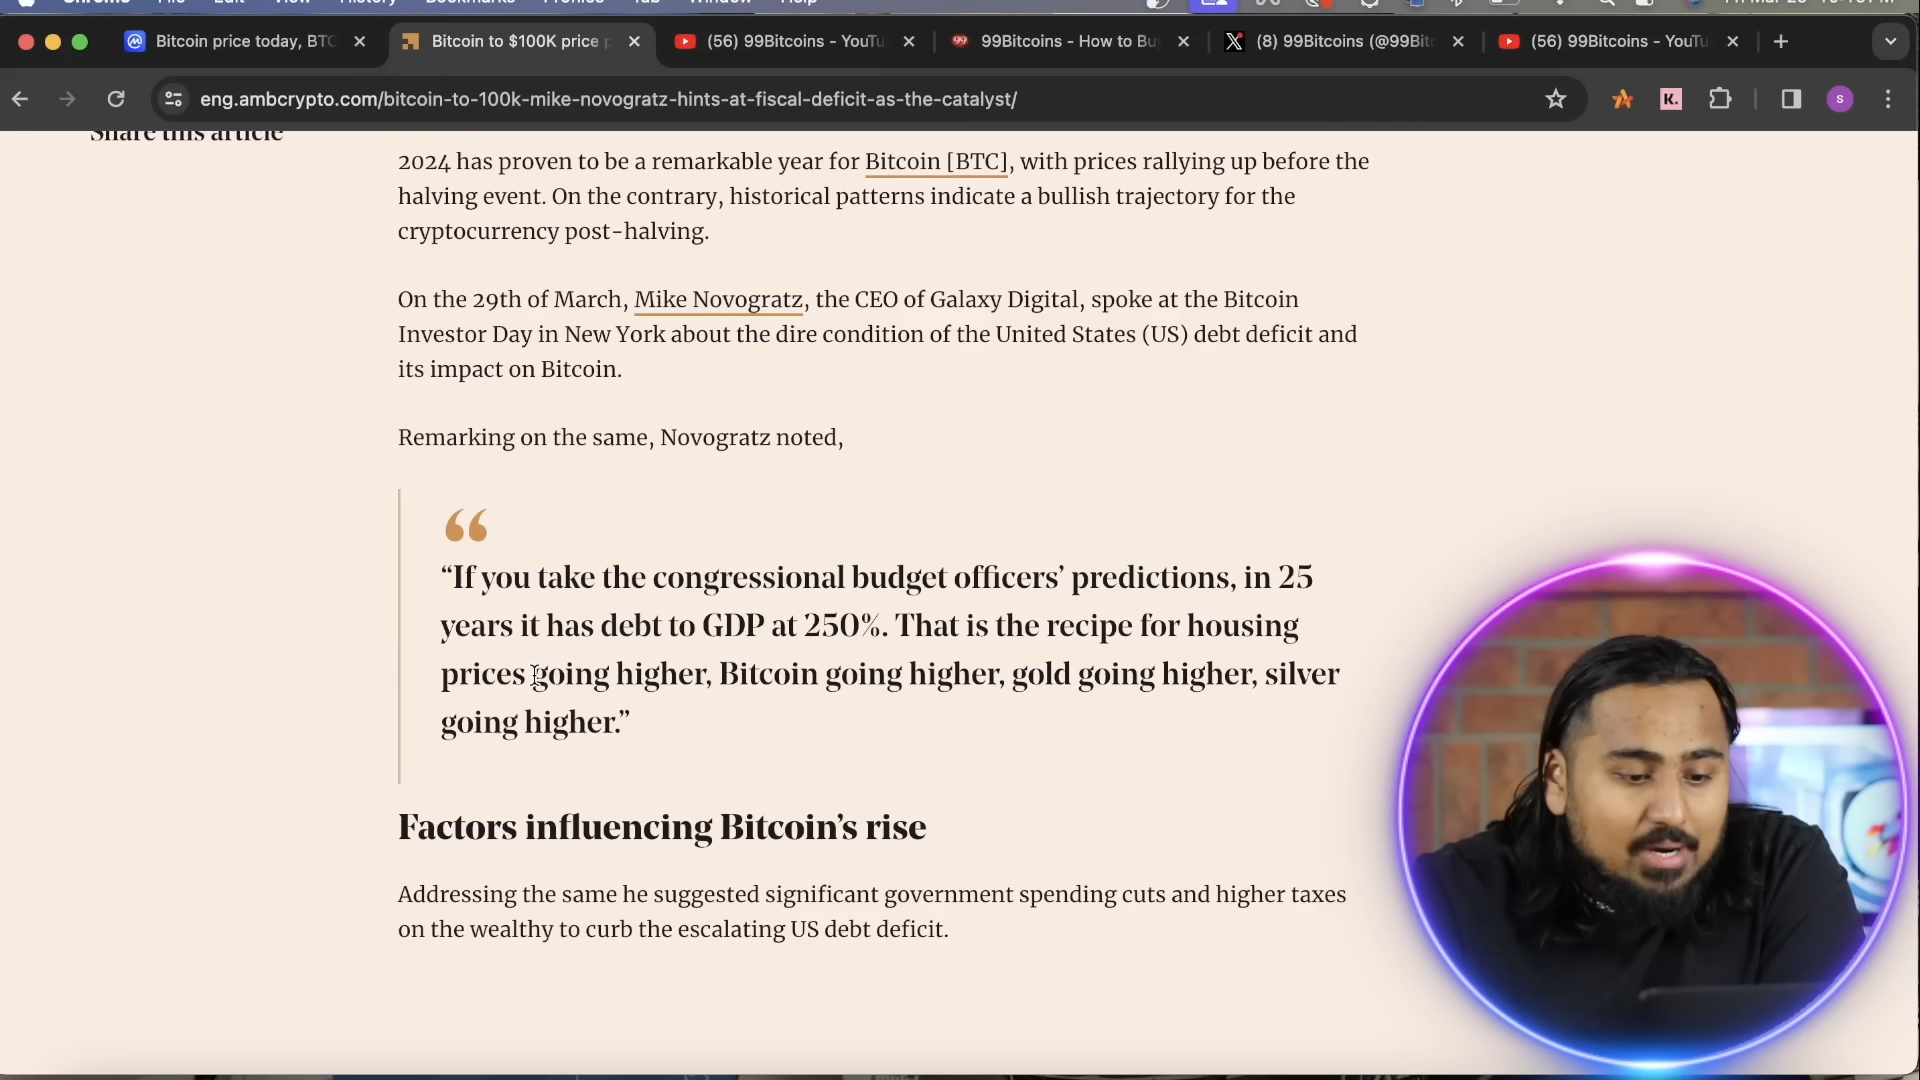 Bitcoin price today, BTC
Bitcoin to $100K price p
(56) 99Bitcoins - YouTu
99Bitcoins - How to Bu
(8) 99Bitcoins (@99Bit
(56) 99Bitcoins - YouTu
eng.ambcrypto.com/bitcoin-to-100k-mike-novogratz-hints-at-fiscal-deficit-as-the-catalyst/
K.
S
Share this article
2024 has proven to be a remarkable year for Bitcoin [BTC], with prices rallying up before the
halving event. On the contrary, historical patterns indicate a bullish trajectory for the
cryptocurrency post-halving.
On the 29th of March, Mike Novogratz, the CEO of Galaxy Digital, spoke at the Bitcoin
Investor Day in New York about the dire condition of the United States (US) debt deficit and
its impact on Bitcoin.
Remarking on the same, Novogratz noted,
“If you take the congressional budget officers’ predictions, in 25
years it has debt to GDP at 250%. That is the recipe for housing
prices going higher, Bitcoin going higher, gold going higher, silver
going higher.”
Factors influencing Bitcoin’s rise
Addressing the same he suggested significant government spending cuts and higher taxes
on the wealthy to curb the escalating US debt deficit.